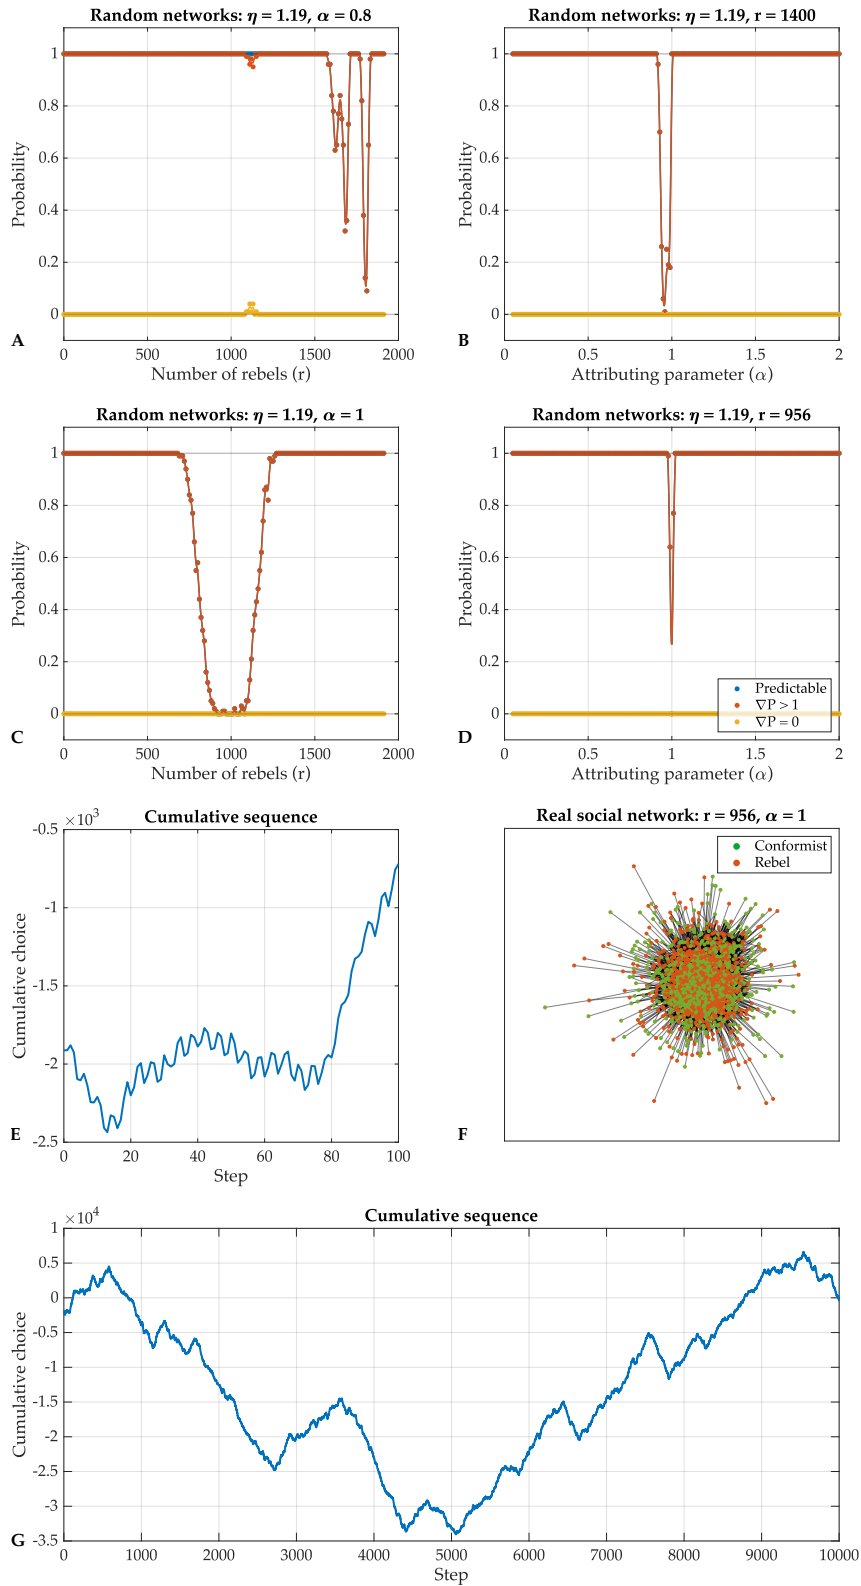 Random networks: η = 1.19, α = 0.8
Probability
1
0.8
0.6
0.4
0.2
0
0 500 1000 1500 2000
Number of rebels (r)
A
Random networks: η = 1.19, r = 1400
Probability
1
0.8
0.6
0.4
0.2
0
0 0.5 1 1.5 2
Attributing parameter (α)
B
Random networks: η = 1.19, α = 1
Probability
1
0.8
0.6
0.4
0.2
0
0 500 1000 1500 2000
Number of rebels (r)
C
Random networks: η = 1.19, r = 956
Probability
1
0.8
0.6
0.4
0.2
0
Predictable
∇P > 1
∇P = 0
0 0.5 1 1.5 2
Attributing parameter (α)
D
Cumulative sequence
×10³
Cumulative choice
-0.5
-1
-1.5
-2
-2.5
0 20 40 60 80 100
Step
E
Real social network: r = 956, α = 1
Conformist
Rebel
F
Cumulative sequence
×10⁴
Cumulative choice
1
0.5
0
-0.5
-1
-1.5
-2
-2.5
-3
-3.5
0 1000 2000 3000 4000 5000 6000 7000 8000 9000 10000
Step
G